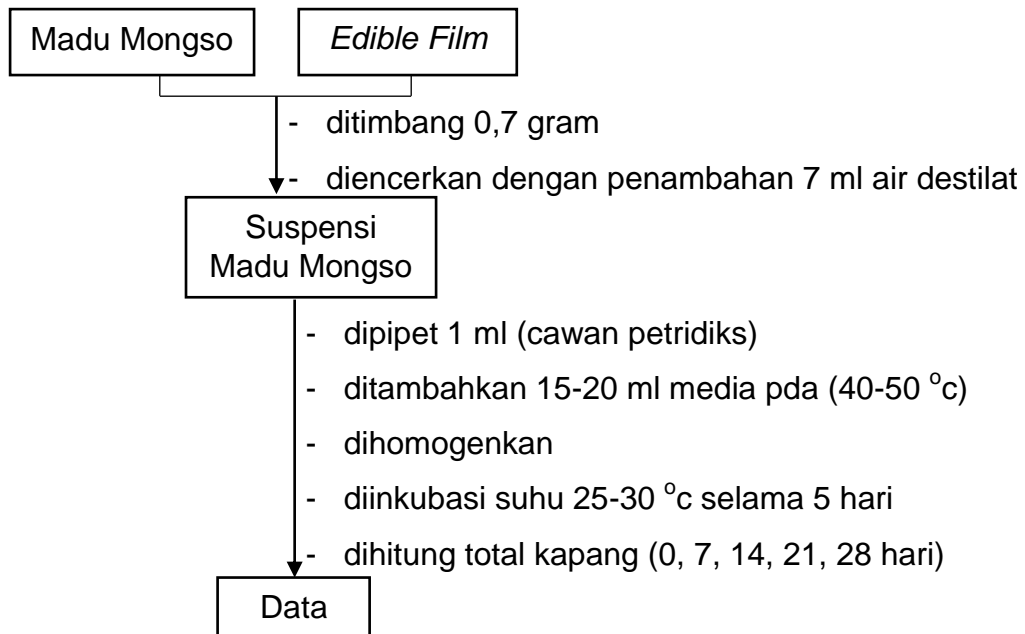 Madu Mongso
Edible Film
- ditimbang 0,7 gram
- diencerkan dengan penambahan 7 ml air destilat
Suspensi
Madu Mongso
- dipipet 1 ml (cawan petridiks)
- ditambahkan 15-20 ml media pda (40-50 °c)
- dihomogenkan
- diinkubasi suhu 25-30 °c selama 5 hari
- dihitung total kapang (0, 7, 14, 21, 28 hari)
Data